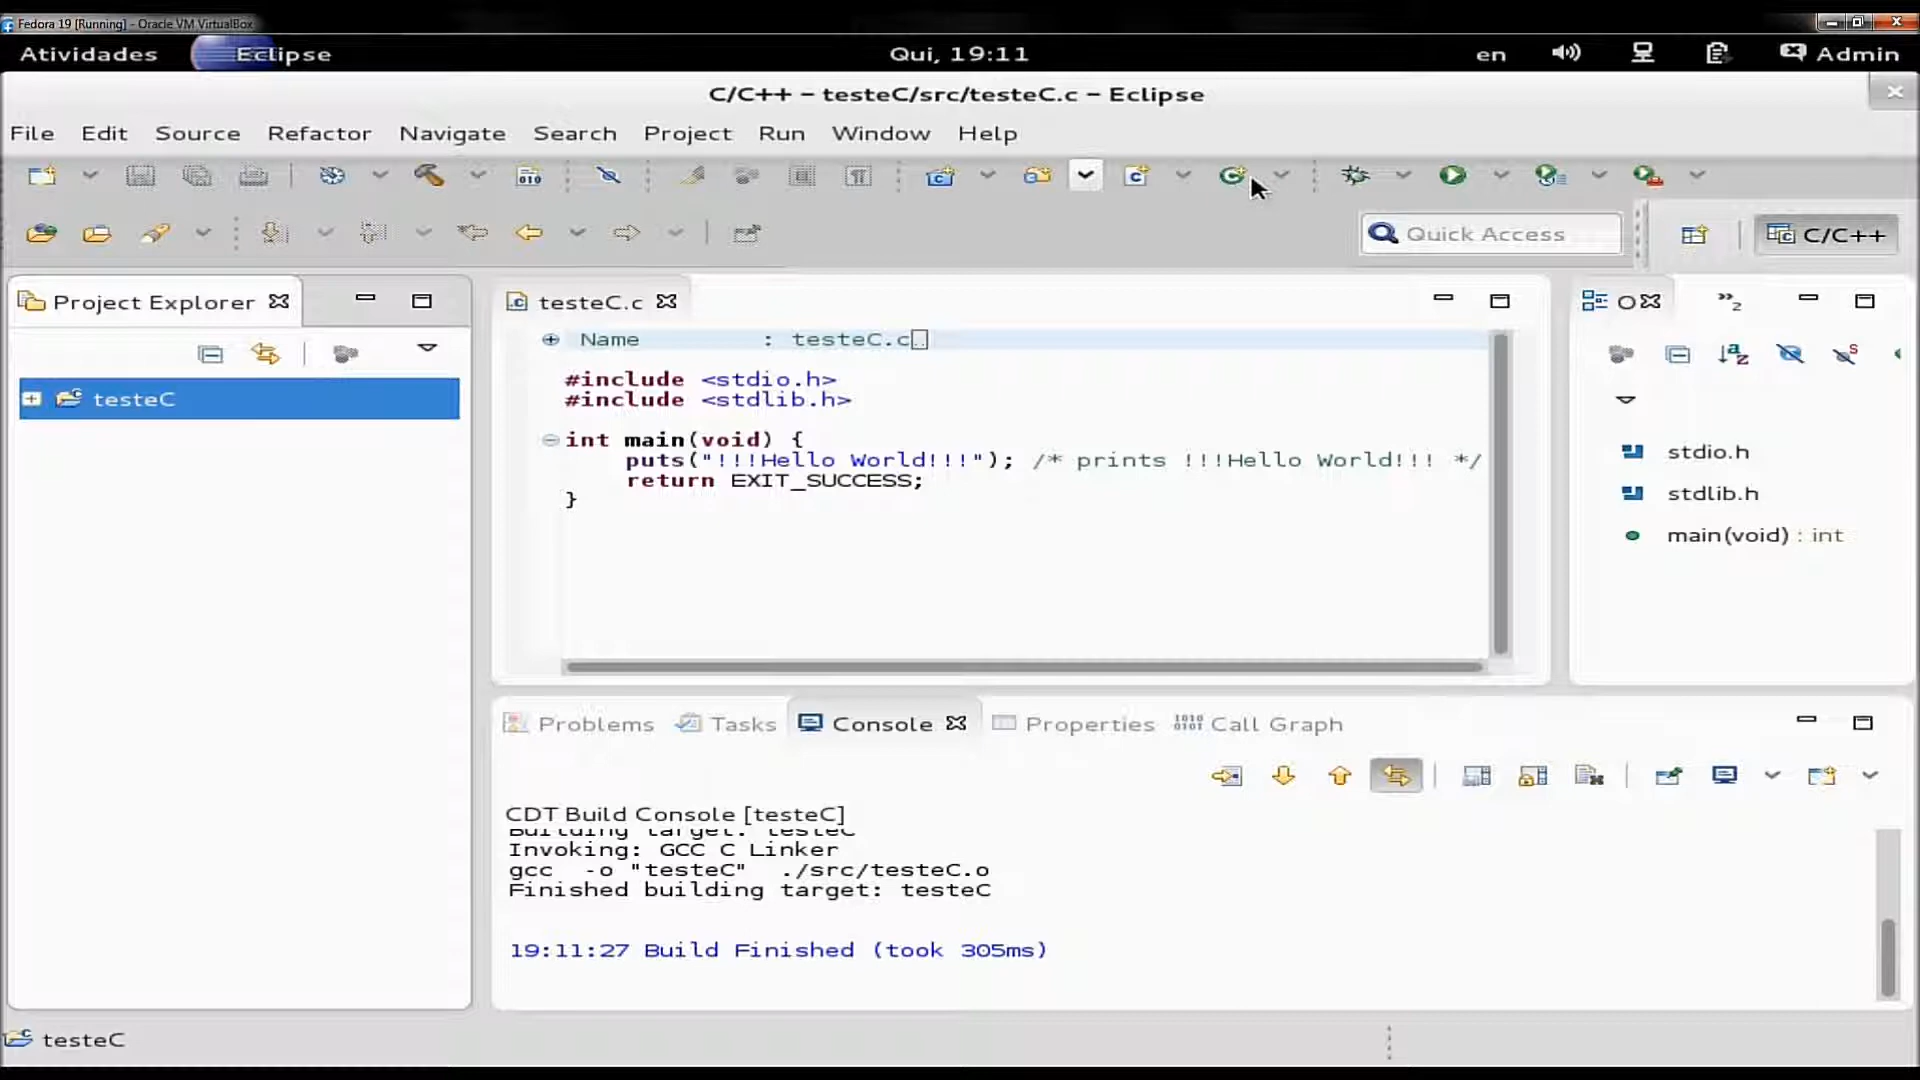 Fedora 19 [Running] - Oracle VM VirtualBox
Atividades Eclipse Qui, 19:11 en Admin
C/C++ - testeC/src/testeC.c - Eclipse
File Edit Source Refactor Navigate Search Project Run Window Help
Quick Access C/C++
Project Explorer
testeC
testeC.c
Name : testeC.c
#include <stdio.h>
#include <stdlib.h>
int main(void) {
puts("!!!Hello World!!!"); /* prints !!!Hello World!!! */
return EXIT_SUCCESS;
}
O »2
stdio.h
stdlib.h
main(void) : int
Problems Tasks Console Properties Call Graph
CDT Build Console [testeC]
Building target: testeC
Invoking: GCC C Linker
gcc -o "testeC" ./src/testeC.o
Finished building target: testeC
19:11:27 Build Finished (took 305ms)
testeC